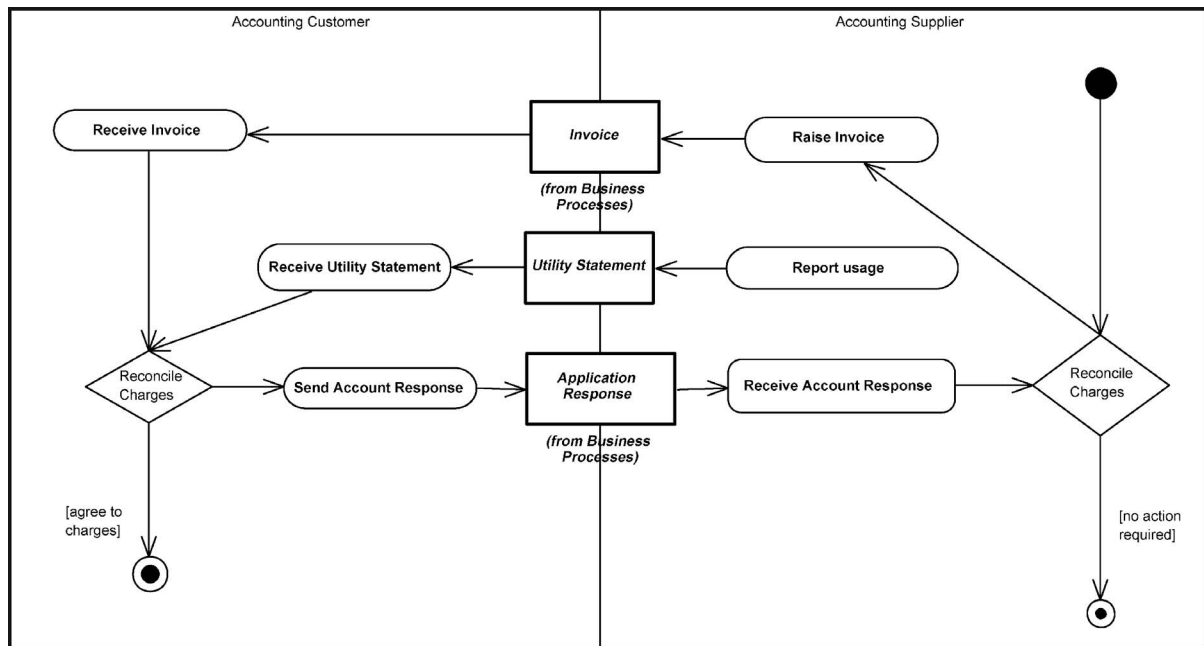 Accounting Customer
Accounting Supplier
Receive Invoice
Invoice
Raise Invoice
(from Business
Processes)
Receive Utility Statement
Utility Statement
Report usage
Reconcile
Charges
Send Account Response
Application
Response
Receive Account Response
Reconcile
Charges
(from Business
Processes)
[agree to
charges]
[no action
required]